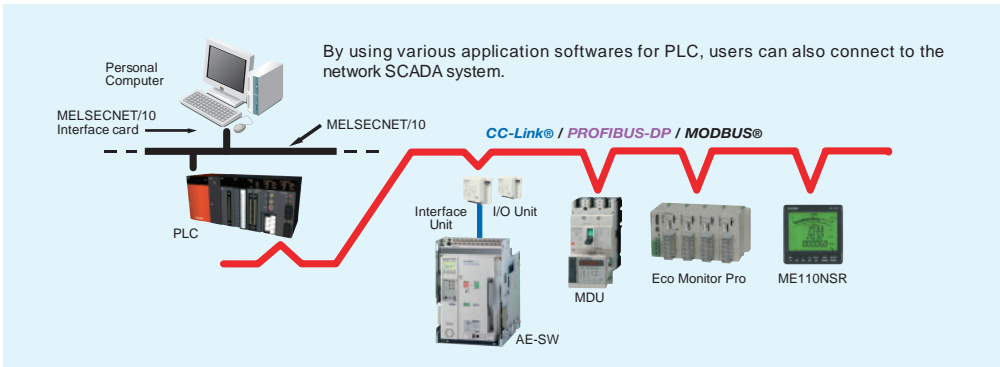 By using various application softwares for PLC, users can also connect to the
network SCADA system.
Personal
Computer
MELSECNET/10
Interface card
MELSECNET/10
CC-Link® / PROFIBUS-DP / MODBUS®
PLC
Interface
Unit
I/O Unit
AE-SW
MDU
Eco Monitor Pro
ME110NSR